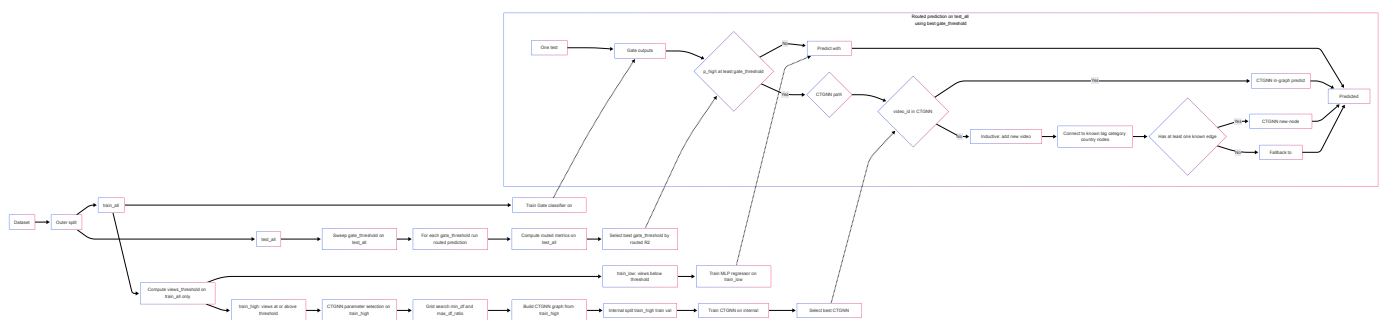 Routed prediction on test_all
using best gate_threshold
One test
Gate outputs
p_high at least gate_threshold
No
Predict with
Yes
CTGNN path
video_id in CTGNN
Yes
CTGNN in-graph predict
Predicted
No
Inductive: add new video
Connect to known tag category
country nodes
Has at least one known edge
Yes
CTGNN new-node
No
Fallback to
Dataset
Outer split
train_all
Train Gate classifier on
test_all
Sweep gate_threshold on
test_all
For each gate_threshold run
routed prediction
Compute routed metrics on
test_all
Select best gate_threshold by
routed R2
Compute views_threshold on
train_all only
train_low: views below
threshold
Train MLP regressor on
train_low
train_high: views at or above
threshold
CTGNN parameter selection on
train_high
Grid search min_df and
max_df_ratio
Build CTGNN graph from
train_high
Internal split train_high train val
Train CTGNN on internal
Select best CTGNN